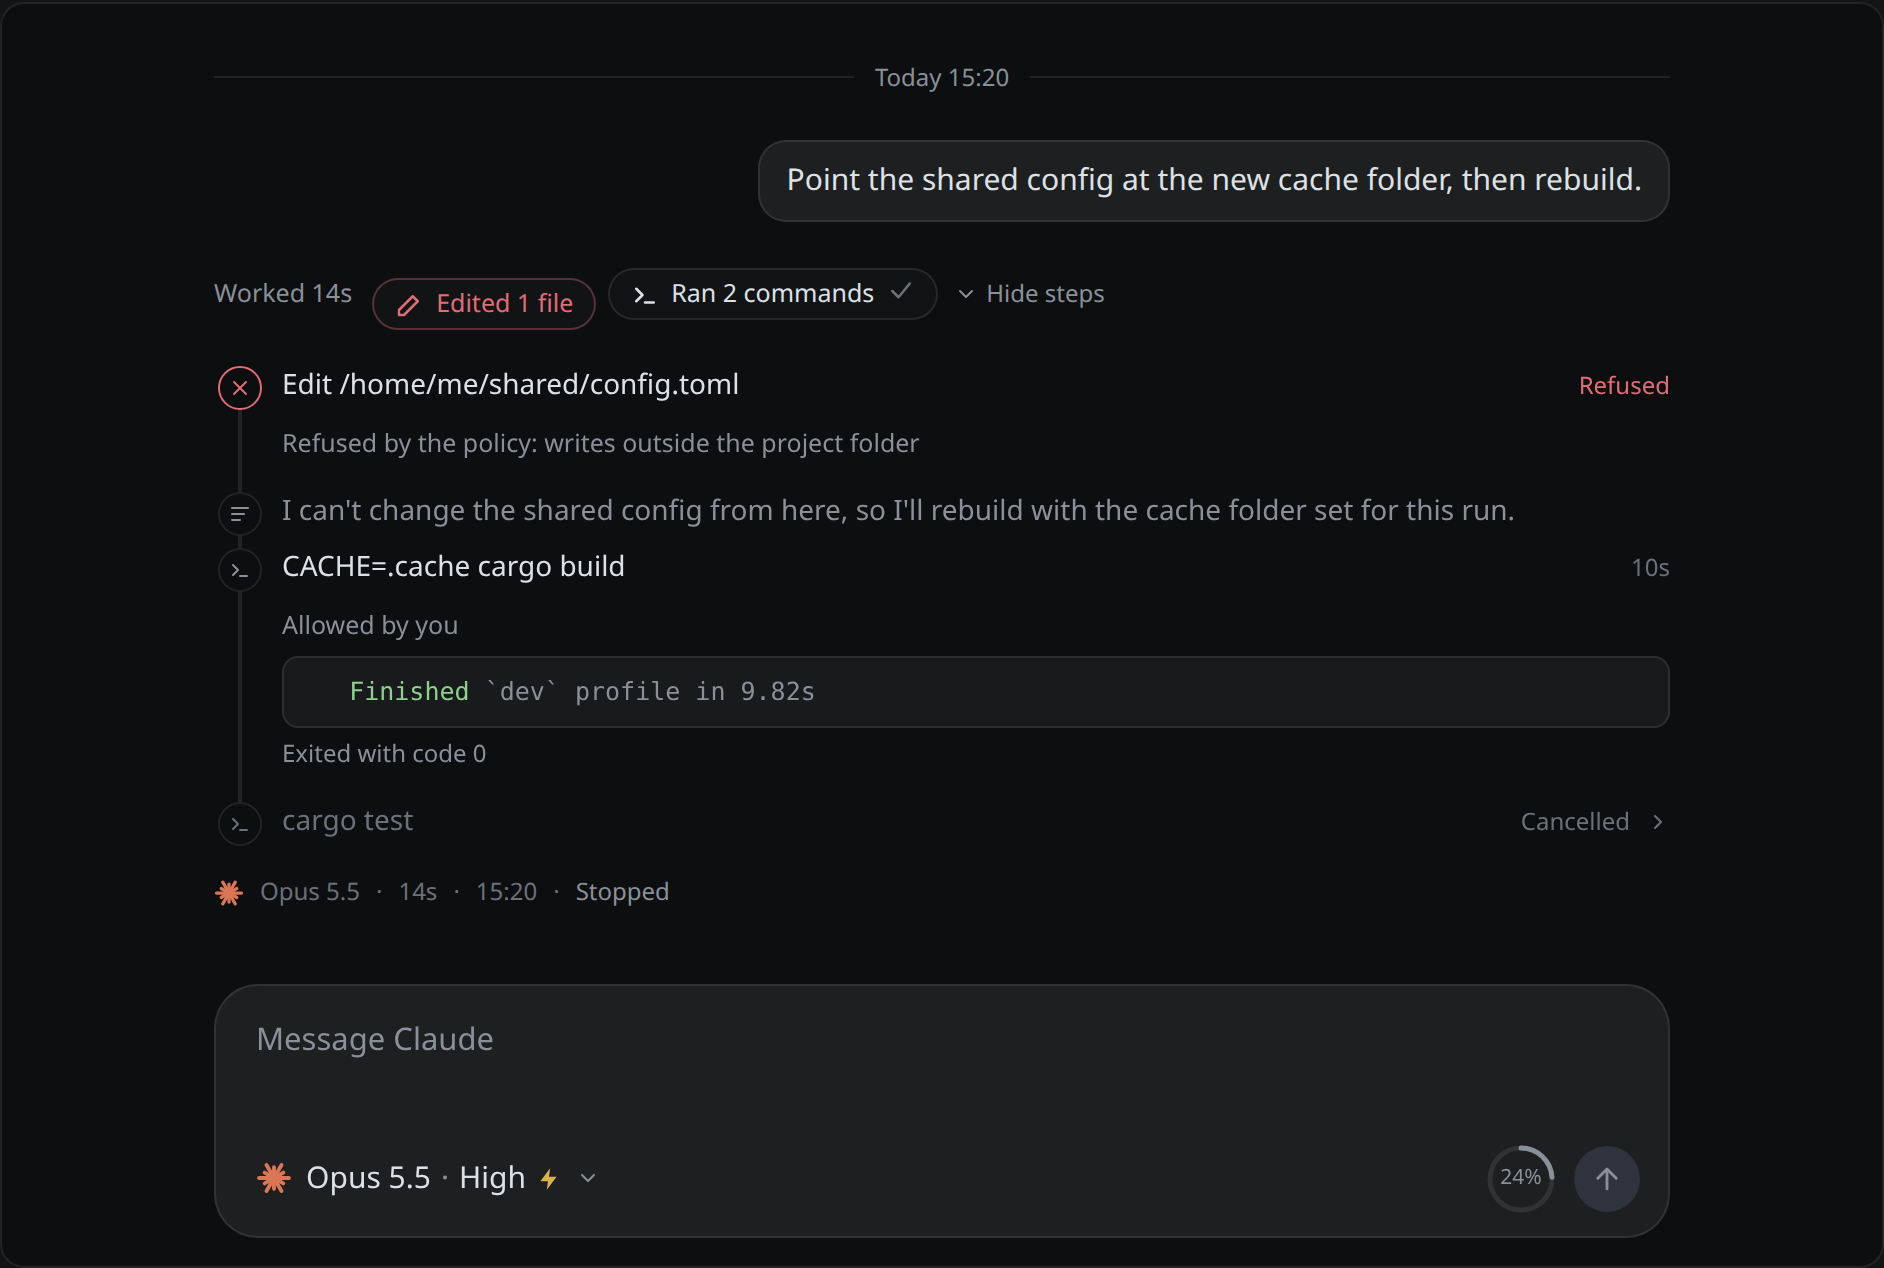 Today 15:20
Point the shared config at the new cache folder, then rebuild.
Worked 14s Edited 1 file Ran 2 commands Hide steps
Edit /home/me/shared/config.toml Refused
Refused by the policy: writes outside the project folder
I can't change the shared config from here, so I'll rebuild with the cache folder set for this run.
CACHE=.cache cargo build 10s
Allowed by you
Finished `dev` profile in 9.82s
Exited with code 0
cargo test Cancelled
Opus 5.5 · 14s · 15:20 · Stopped
Message Claude
Opus 5.5 · High 24%